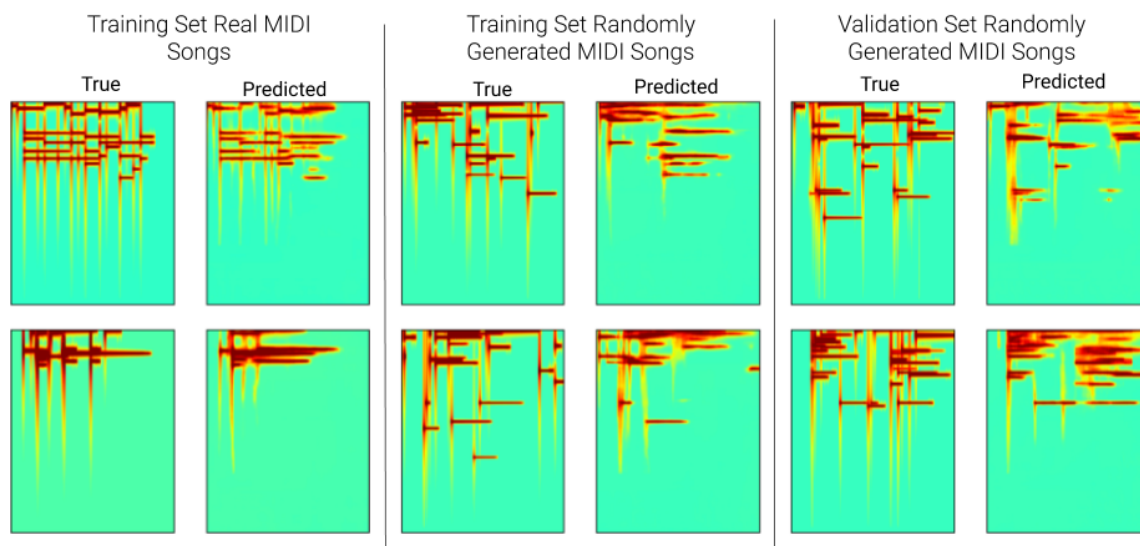 Training Set Real MIDI
Songs
True
Predicted
Training Set Randomly
Generated MIDI Songs
True
Predicted
Validation Set Randomly
Generated MIDI Songs
True
Predicted